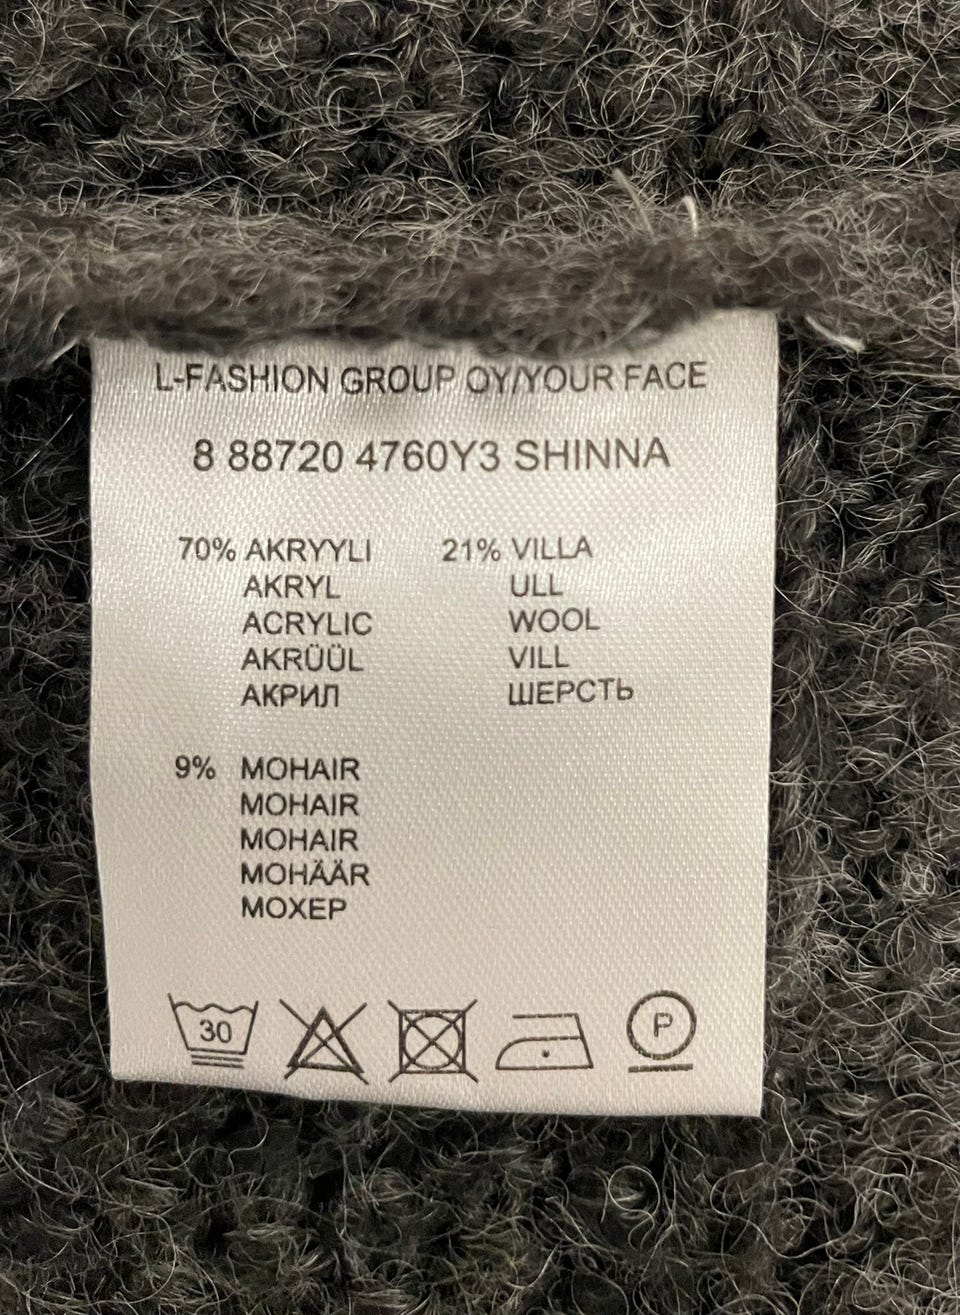 L-FASHION GROUP OY/YOUR FACE
8 88720 4760Y3 SHINNA
70% AKRYYLI 21% VILLA
AKRYL ULL
ACRYLIC WOOL
AKRÜÜL VILL
АКРИЛ ШЕРСТЬ
9% MOHAIR
MOHAIR
MOHAIR
MOHÄÄR
МОХЕР
30 P